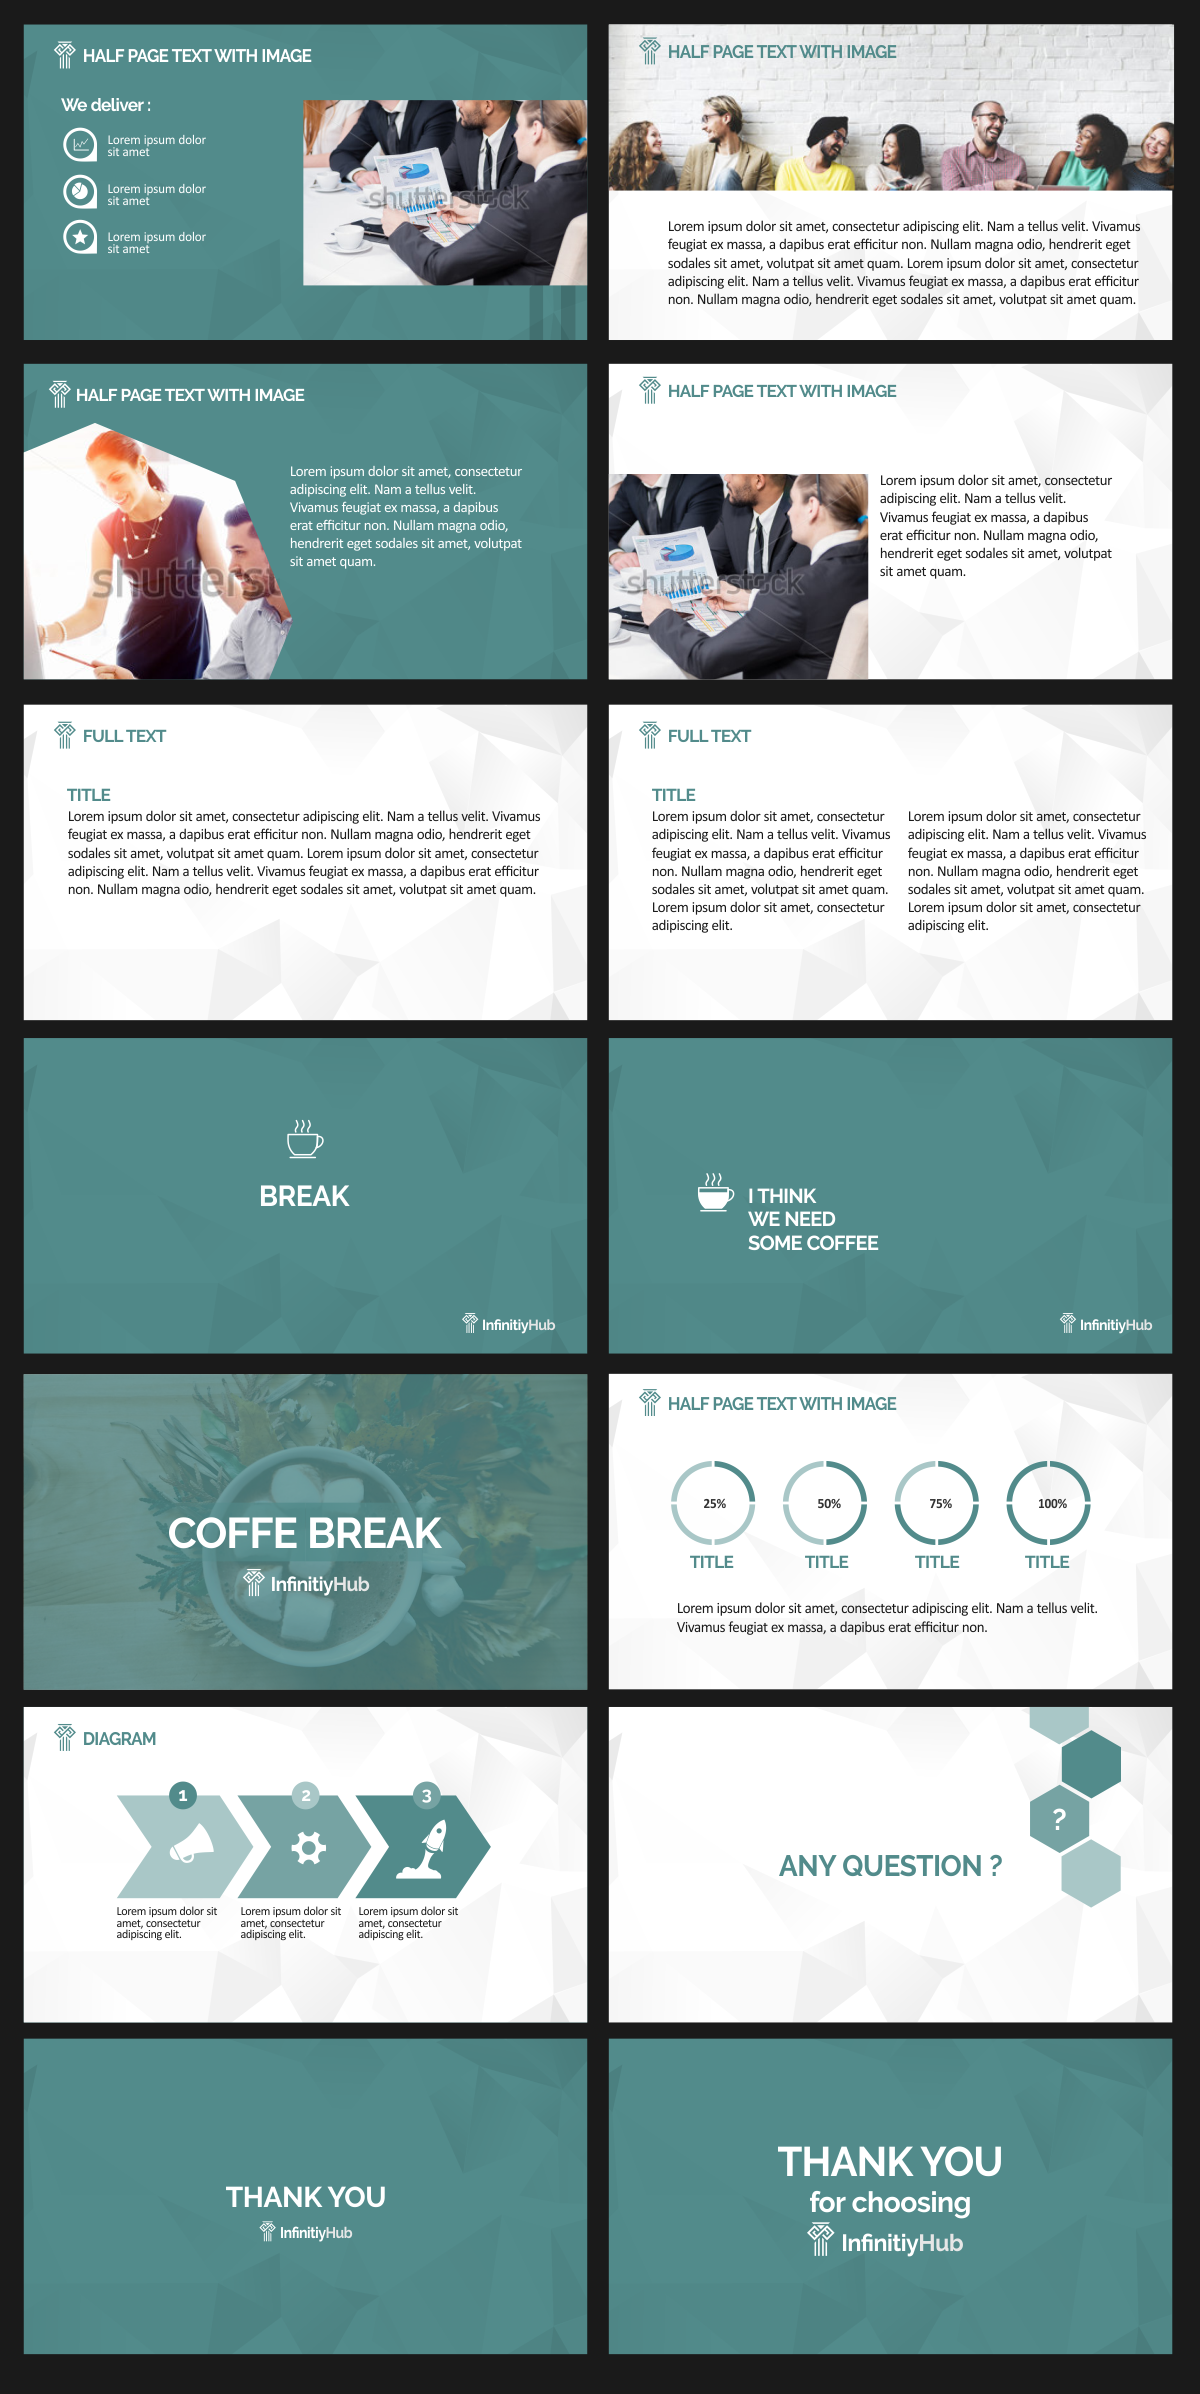 HALF PAGE TEXT WITH IMAGE
We deliver :
Lorem ipsum dolor
sit amet
Lorem ipsum dolor
sit amet
Lorem ipsum dolor
sit amet
shutterstock
HALF PAGE TEXT WITH IMAGE
Lorem ipsum dolor sit amet, consectetur adipiscing elit. Nam a tellus velit. Vivamus
feugiat ex massa, a dapibus erat efficitur non. Nullam magna odio, hendrerit eget
sodales sit amet, volutpat sit amet quam. Lorem ipsum dolor sit amet, consectetur
adipiscing elit. Nam a tellus velit. Vivamus feugiat ex massa, a dapibus erat efficitur
non. Nullam magna odio, hendrerit eget sodales sit amet, volutpat sit amet quam.
HALF PAGE TEXT WITH IMAGE
shutterst
Lorem ipsum dolor sit amet, consectetur
adipiscing elit. Nam a tellus velit.
Vivamus feugiat ex massa, a dapibus
erat efficitur non. Nullam magna odio,
hendrerit eget sodales sit amet, volutpat
sit amet quam.
HALF PAGE TEXT WITH IMAGE
shutterstock
Lorem ipsum dolor sit amet, consectetur
adipiscing elit. Nam a tellus velit.
Vivamus feugiat ex massa, a dapibus
erat efficitur non. Nullam magna odio,
hendrerit eget sodales sit amet, volutpat
sit amet quam.
FULL TEXT
TITLE
Lorem ipsum dolor sit amet, consectetur adipiscing elit. Nam a tellus velit. Vivamus
feugiat ex massa, a dapibus erat efficitur non. Nullam magna odio, hendrerit eget
sodales sit amet, volutpat sit amet quam. Lorem ipsum dolor sit amet, consectetur
adipiscing elit. Nam a tellus velit. Vivamus feugiat ex massa, a dapibus erat efficitur
non. Nullam magna odio, hendrerit eget sodales sit amet, volutpat sit amet quam.
FULL TEXT
TITLE
Lorem ipsum dolor sit amet, consectetur
adipiscing elit. Nam a tellus velit. Vivamus
feugiat ex massa, a dapibus erat efficitur
non. Nullam magna odio, hendrerit eget
sodales sit amet, volutpat sit amet quam.
Lorem ipsum dolor sit amet, consectetur
adipiscing elit.
Lorem ipsum dolor sit amet, consectetur
adipiscing elit. Nam a tellus velit. Vivamus
feugiat ex massa, a dapibus erat efficitur
non. Nullam magna odio, hendrerit eget
sodales sit amet, volutpat sit amet quam.
Lorem ipsum dolor sit amet, consectetur
adipiscing elit.
BREAK
InfinitiyHub
I THINK
WE NEED
SOME COFFEE
InfinitiyHub
COFFE BREAK
InfinitiyHub
HALF PAGE TEXT WITH IMAGE
25%
50%
75%
100%
TITLE
TITLE
TITLE
TITLE
Lorem ipsum dolor sit amet, consectetur adipiscing elit. Nam a tellus velit.
Vivamus feugiat ex massa, a dapibus erat efficitur non.
DIAGRAM
1
2
3
Lorem ipsum dolor sit
amet, consectetur
adipiscing elit.
Lorem ipsum dolor sit
amet, consectetur
adipiscing elit.
Lorem ipsum dolor sit
amet, consectetur
adipiscing elit.
?
ANY QUESTION ?
THANK YOU
InfinitiyHub
THANK YOU
for choosing
InfinitiyHub